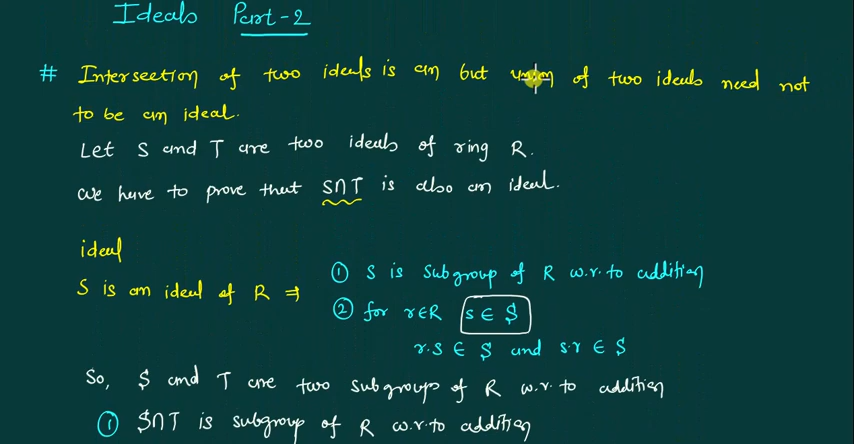 Ideals Part-2
# Intersection of two ideals is an but union of two ideals need not
to be an ideal.
Let S and T are two ideals of ring R.
we have to prove that S∩T is also an ideal.
ideal
S is an ideal of R ⇒
① S is subgroup of R w.r.to addition
② for r∈R s ∈ S
r.s ∈ S and s.r ∈ S
So, S and T are two subgroups of R w.r.to addition
① S∩T is subgroup of R w.r.to addition